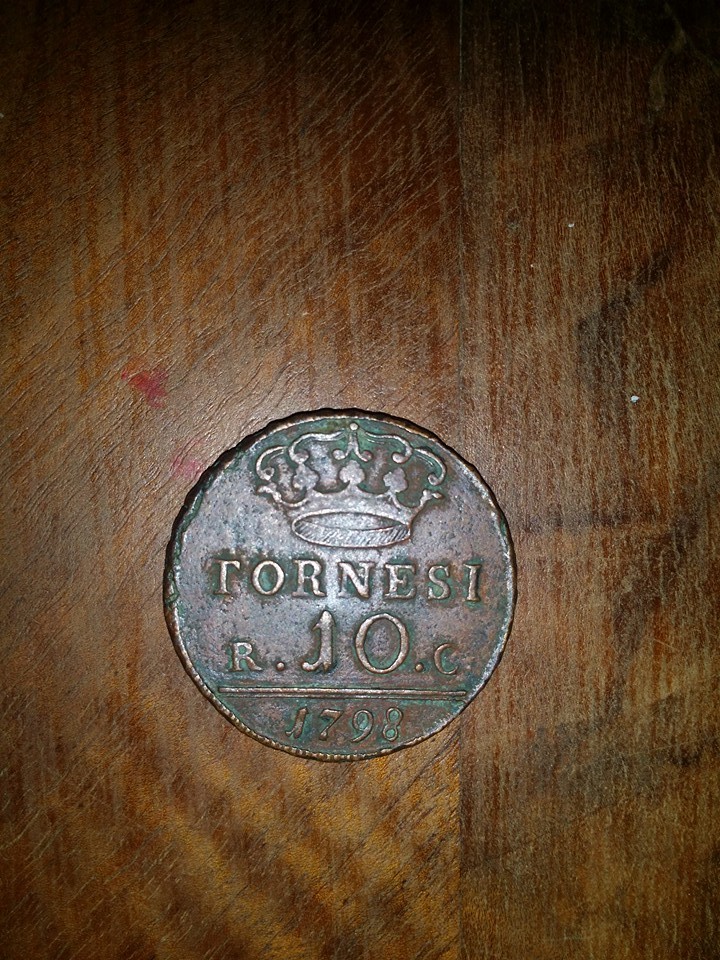 TORNESI
R . 10 . C
1798